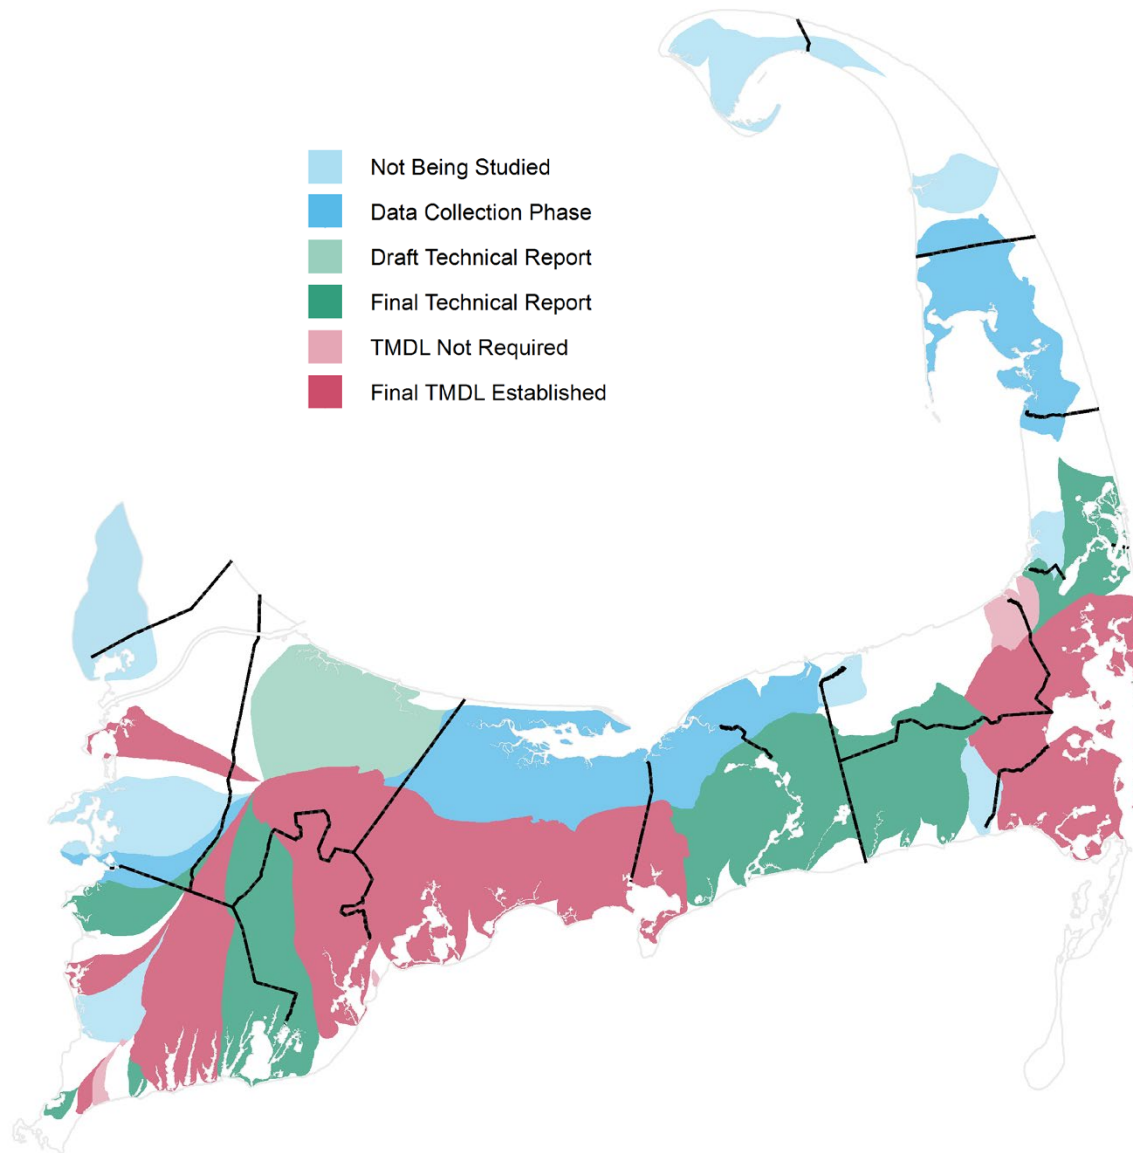 Not Being Studied
Data Collection Phase
Draft Technical Report
Final Technical Report
TMDL Not Required
Final TMDL Established